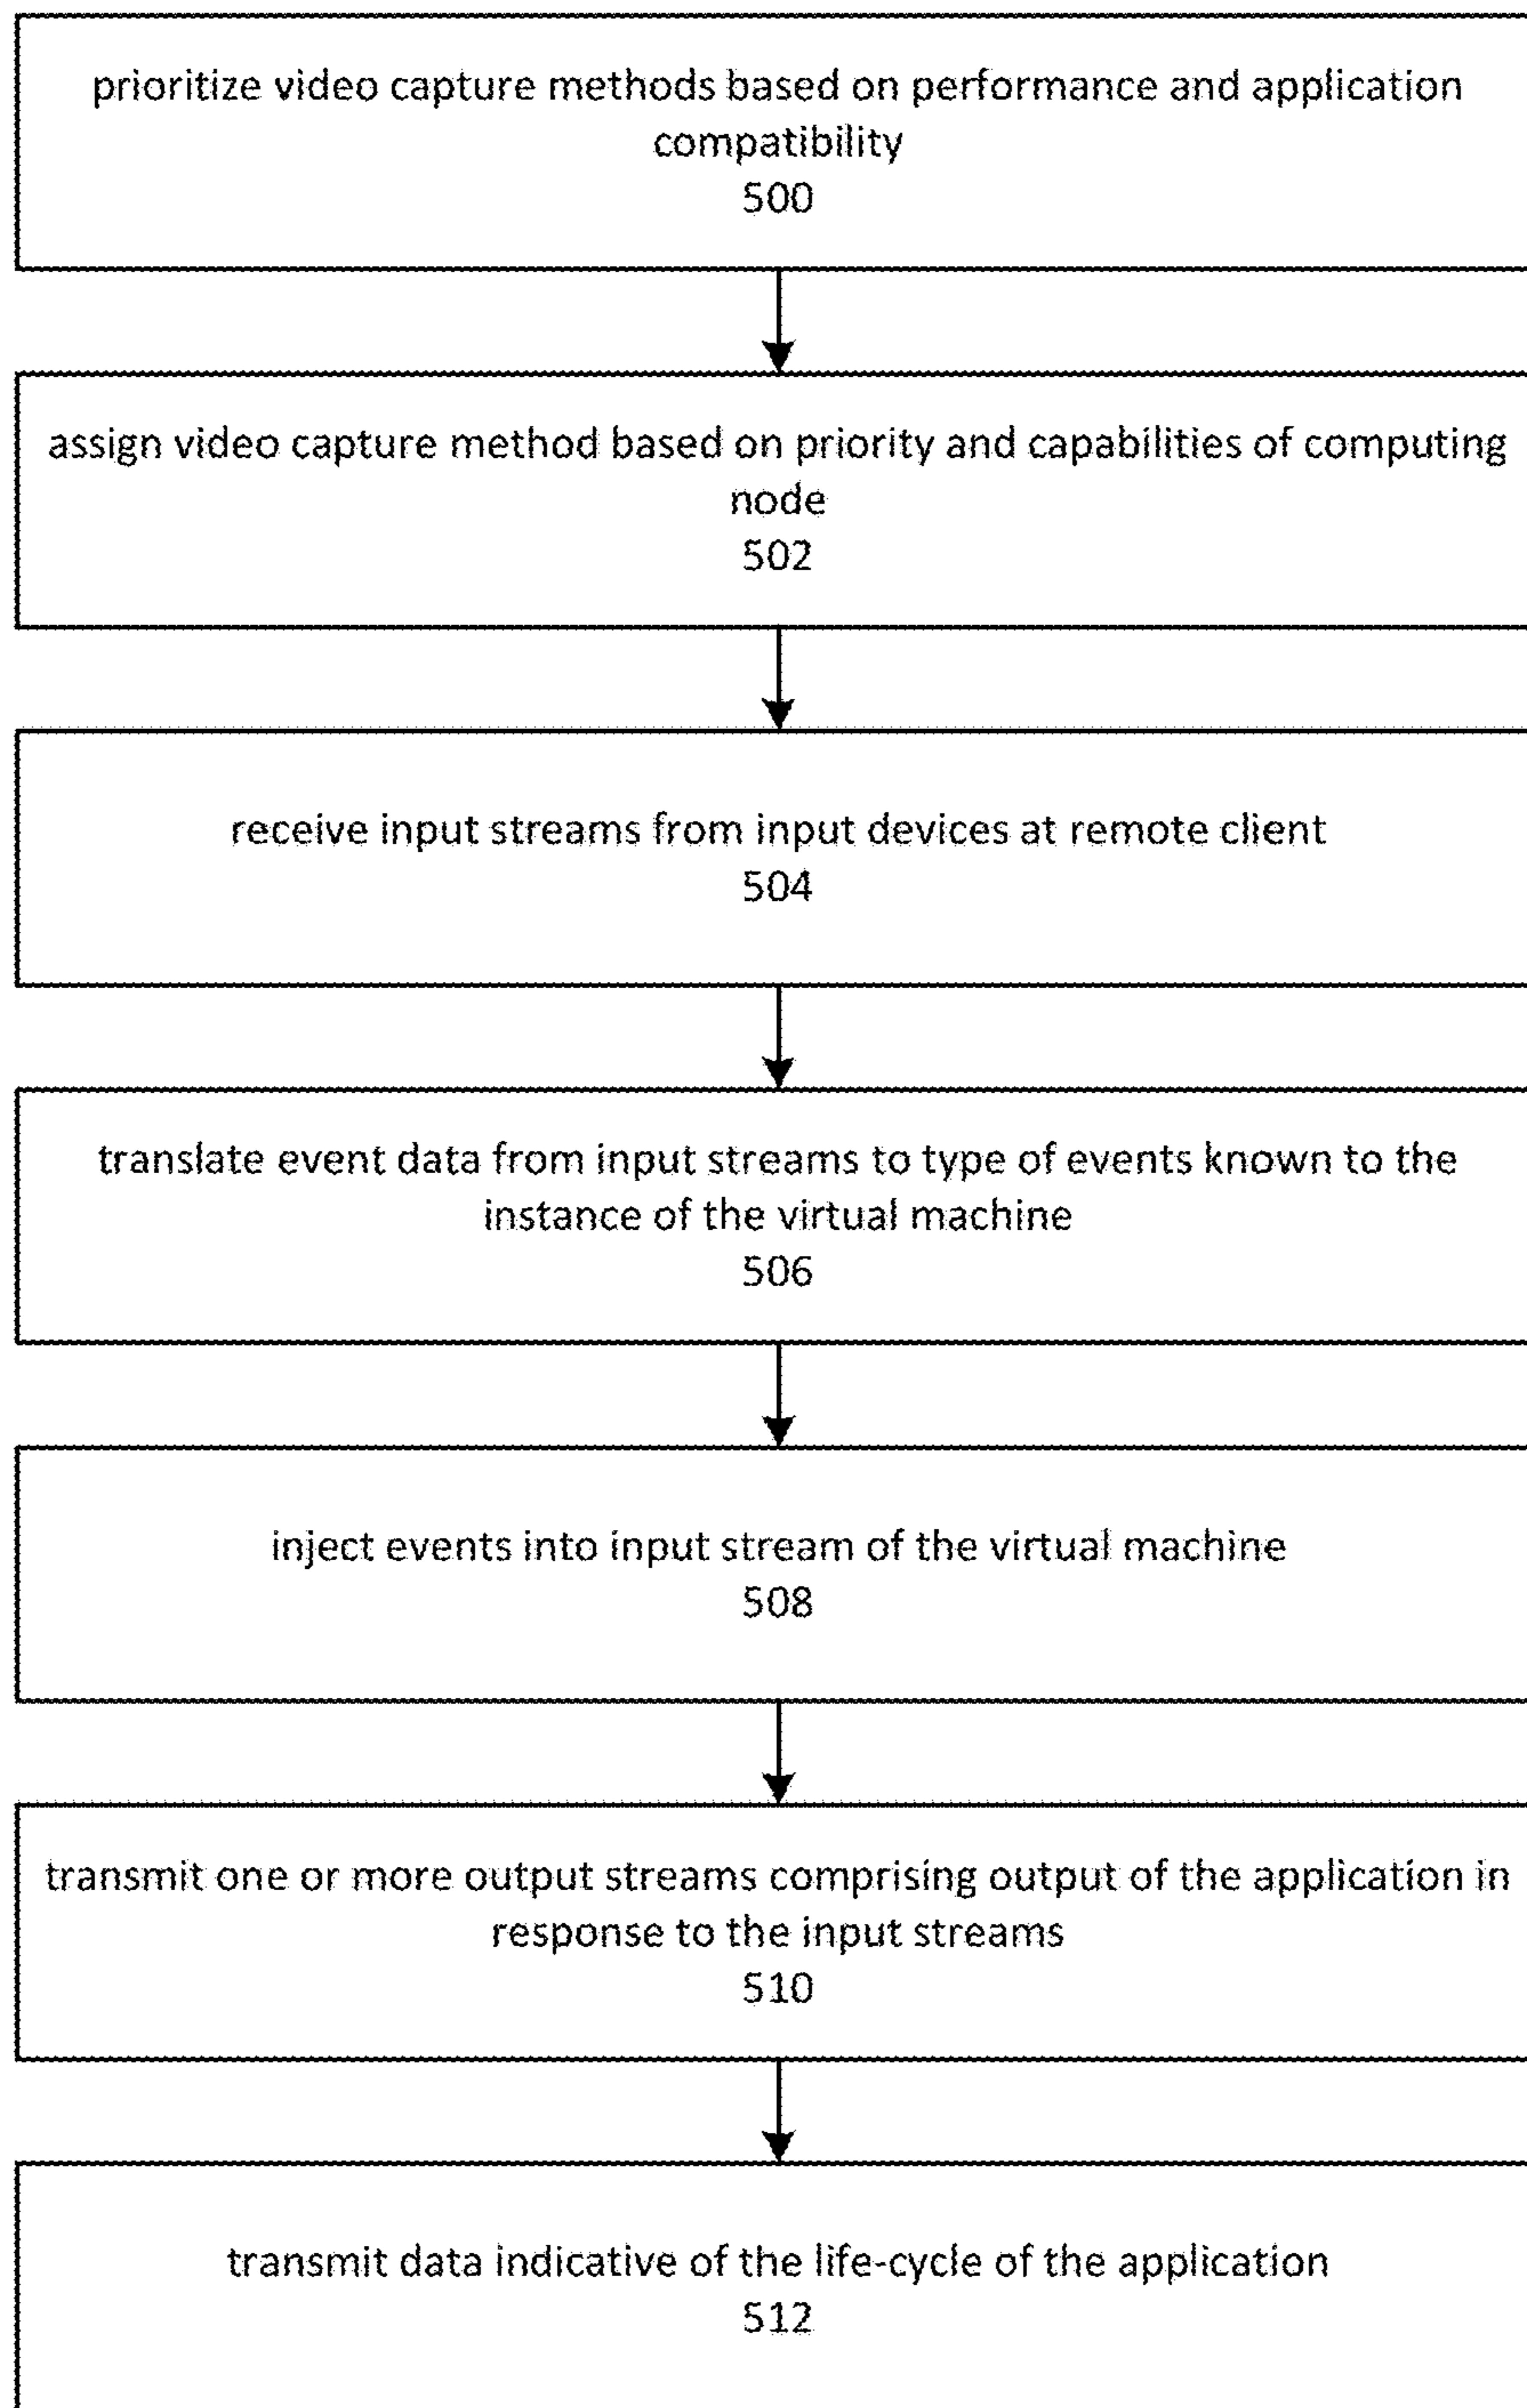 prioritize video capture methods based on performance and application
compatibility
500
assign video capture method based on priority and capabilities of computing
node
502
receive input streams from input devices at remote client
504
translate event data from input streams to type of events known to the
instance of the virtual machine
506
inject events into input stream of the virtual machine
508
transmit one or more output streams comprising output of the application in
response to the input streams
510
transmit data indicative of the life-cycle of the application
512